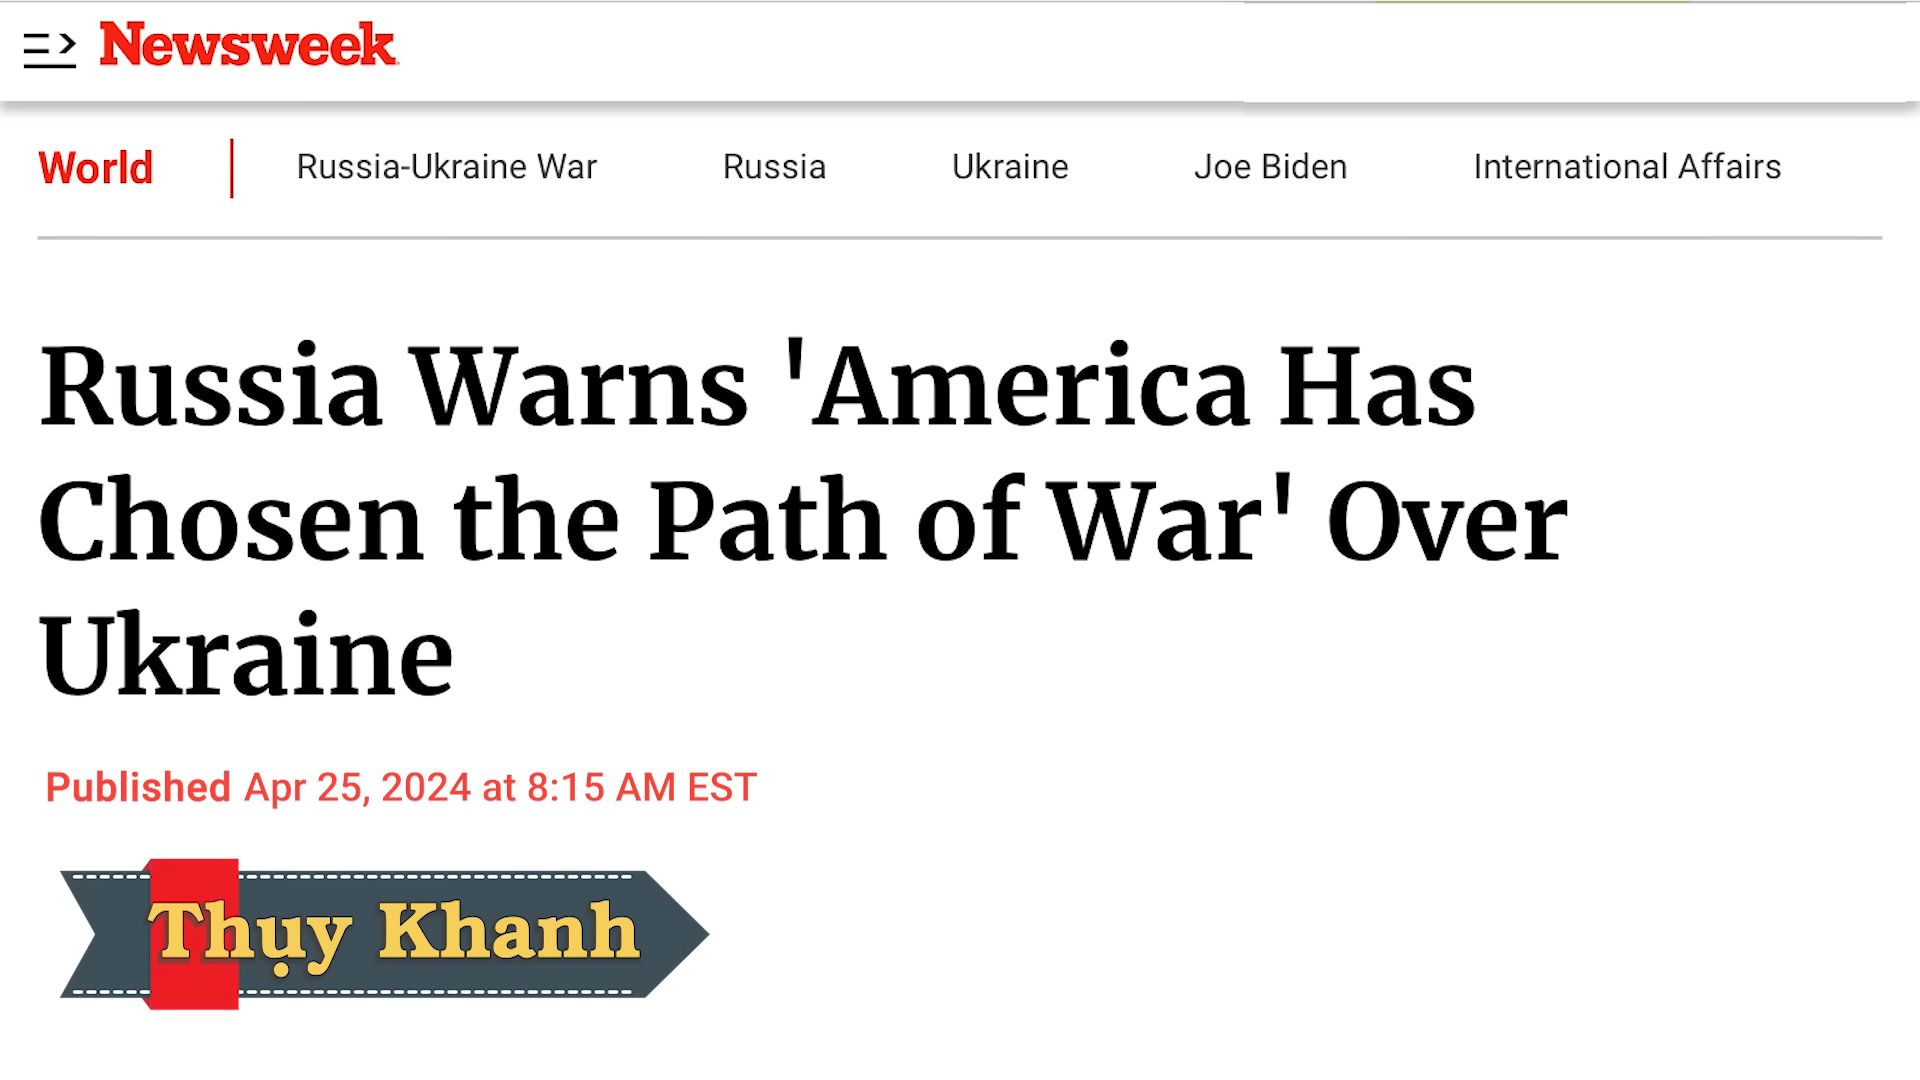 Newsweek
World
Russia-Ukraine War
Russia
Ukraine
Joe Biden
International Affairs
Russia Warns 'America Has
Chosen the Path of War' Over
Ukraine
Published Apr 25, 2024 at 8:15 AM EST
Thụy Khanh